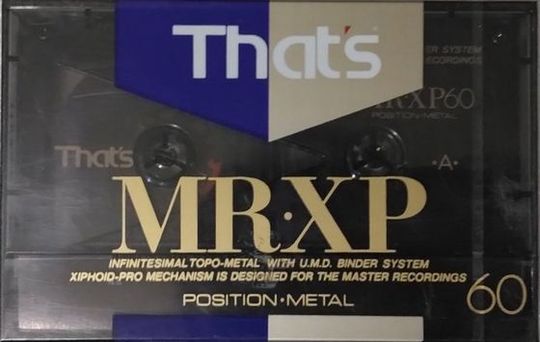 That's
ER SYSTEM
ECORDINGS
MR·XP60
POSITION·METAL
That's
·A·
MR·XP
INFINITESIMAL TOPO-METAL WITH U.M.D. BINDER SYSTEM
XIPHOID-PRO MECHANISM IS DESIGNED FOR THE MASTER RECORDINGS
POSITION·METAL
60